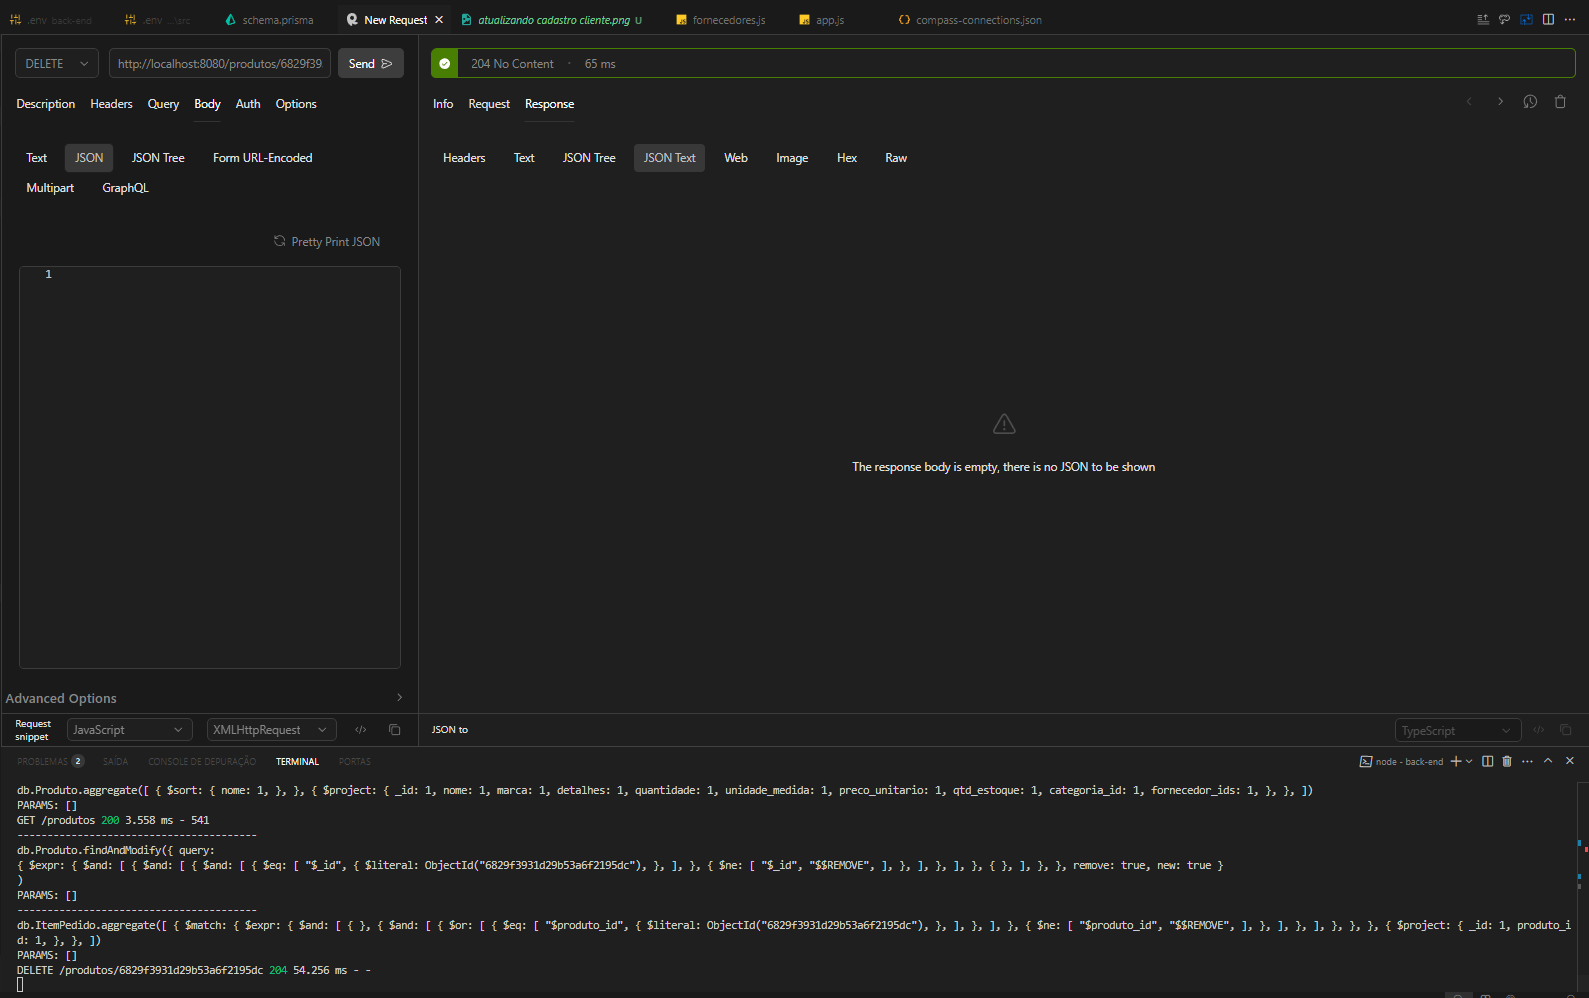 .env back-end
.env ...\src
schema.prisma
New Request
atualizando cadastro cliente.png U
fornecedores.js
app.js
compass-connections.json
DELETE
http://localhost:8080/produtos/6829f39
Send
204 No Content · 65 ms
Description Headers Query Body Auth Options
Info Request Response
Text JSON JSON Tree Form URL-Encoded
Multipart GraphQL
Headers Text JSON Tree JSON Text Web Image Hex Raw
Pretty Print JSON
1
The response body is empty, there is no JSON to be shown
Advanced Options
Request snippet
JavaScript
XMLHttpRequest
JSON to
TypeScript
PROBLEMAS 2 SAÍDA CONSOLE DE DEPURAÇÃO TERMINAL PORTAS
node - back-end
db.Produto.aggregate([ { $sort: { nome: 1, }, }, { $project: { _id: 1, nome: 1, marca: 1, detalhes: 1, quantidade: 1, unidade_medida: 1, preco_unitario: 1, qtd_estoque: 1, categoria_id: 1, fornecedor_ids: 1, }, }, ])
PARAMS: []
GET /produtos 200 3.558 ms - 541
----------------------------------------
db.Produto.findAndModify({ query:
{ $expr: { $and: [ { $and: [ { $and: [ { $eq: [ "$_id", { $literal: ObjectId("6829f3931d29b53a6f2195dc"), }, ], }, { $ne: [ "$_id", "$$REMOVE", ], }, ], }, ], }, { }, ], }, }, remove: true, new: true }
)
PARAMS: []
----------------------------------------
db.ItemPedido.aggregate([ { $match: { $expr: { $and: [ { }, { $and: [ { $or: [ { $eq: [ "$produto_id", { $literal: ObjectId("6829f3931d29b53a6f2195dc"), }, ], }, ], }, { $ne: [ "$produto_id", "$$REMOVE", ], }, ], }, ], }, }, }, { $project: { _id: 1, produto_i
d: 1, }, }, ])
PARAMS: []
DELETE /produtos/6829f3931d29b53a6f2195dc 204 54.256 ms - -